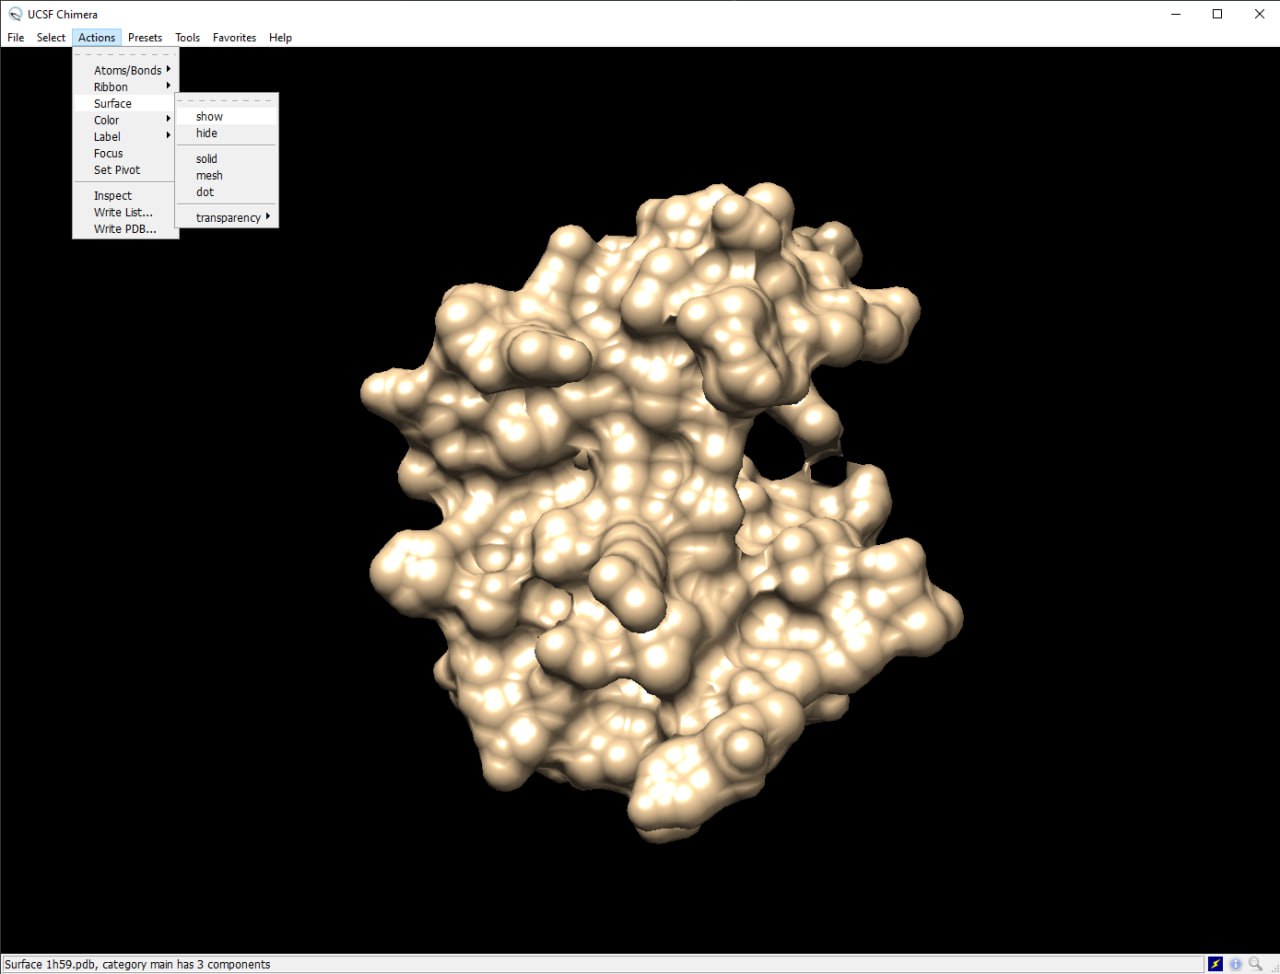 UCSF Chimera
File Select Actions Presets Tools Favorites Help
Atoms/Bonds
Ribbon
Surface
Color
Label
Focus
Set Pivot
Inspect
Write List...
Write PDB...
show
hide
solid
mesh
dot
transparency
Surface 1h59.pdb, category main has 3 components